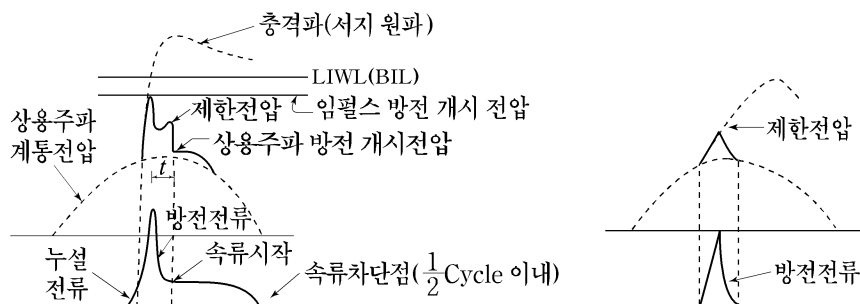 충격파(서지 원파)
LIWL(BIL)
임펄스 방전 개시 전압
제한전압
상용주파
계통전압
상용주파 방전 개시전압
t
방전전류
속류시작
누설
전류
속류차단점(1/2 Cycle 이내)
제한전압
방전전류